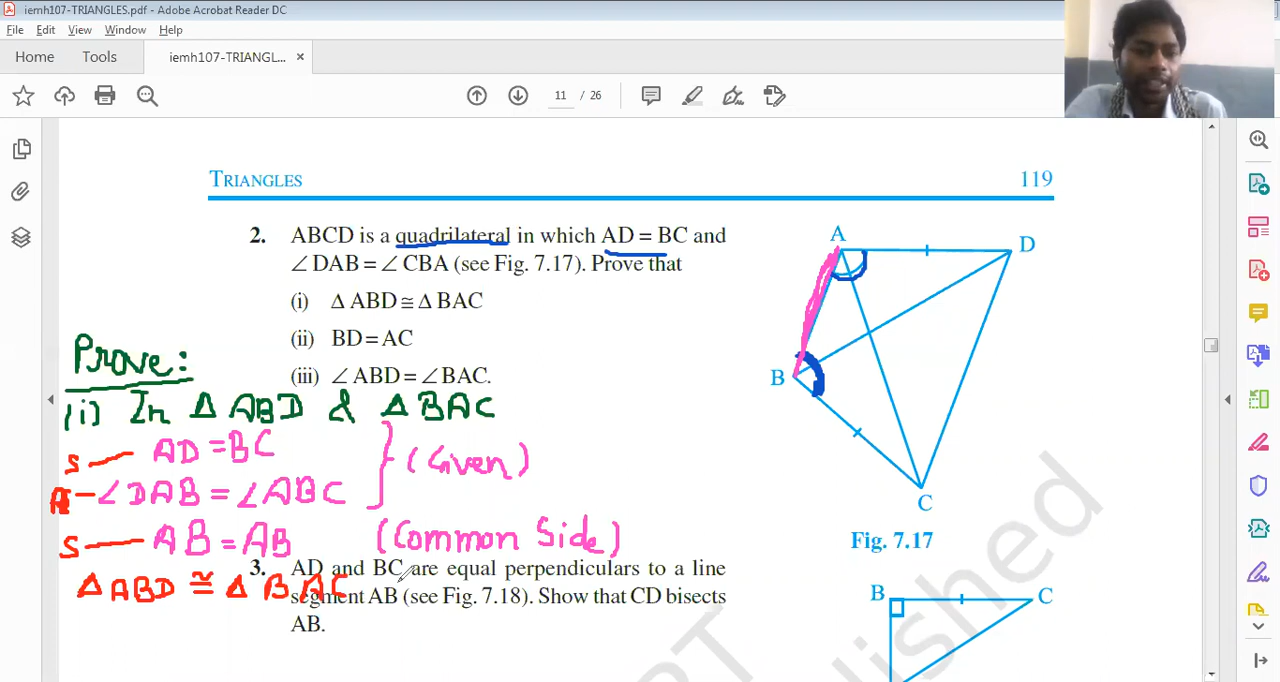 iemh107-TRIANGLES.pdf - Adobe Acrobat Reader DC
File Edit View Window Help
Home Tools iemh107-TRIANGL... ×
11 / 26
TRIANGLES 119
2. ABCD is a quadrilateral in which AD = BC and
∠ DAB = ∠ CBA (see Fig. 7.17). Prove that
(i) Δ ABD ≅ Δ BAC
(ii) BD = AC
(iii) ∠ ABD = ∠ BAC.
A
D
B
C
Fig. 7.17
Prove:
(i) In Δ ABD & Δ BAC
S — AD = BC
A — ∠DAB = ∠ABC } (Given)
S — AB = AB (Common Side)
Δ ABD ≅ Δ BAC
3. AD and BC are equal perpendiculars to a line
segment AB (see Fig. 7.18). Show that CD bisects
AB.
B
C